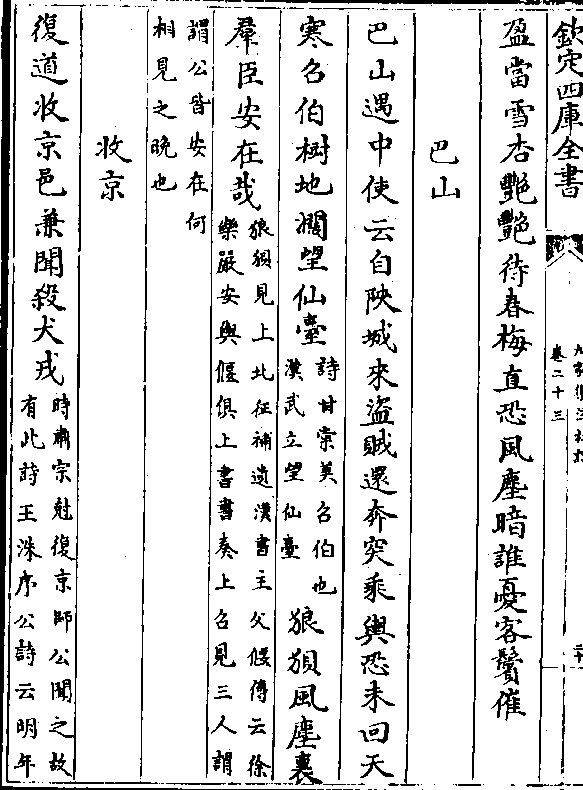 欽定四庫全書
卷二十三
盈當雪杏艷艷待春梅直恐風塵暗誰憂客鬢催
巴山
巴山遇中使云自陜城來盜賊還奔突乘輿恐未回天
寒召伯樹地濶望仙臺詩甘棠美召伯也漢武立望仙臺狼狽風塵裏
羣臣安在哉狼狽見上北征補遺漢書主父偃傳云徐樂嚴安與偃俱上書書奏上召見三人謂
謂公皆安在何相見之晚也
收京
復道收京邑兼聞殺犬戎時肅宗尅復京師公聞之故有此詩王洙序公詩云明年